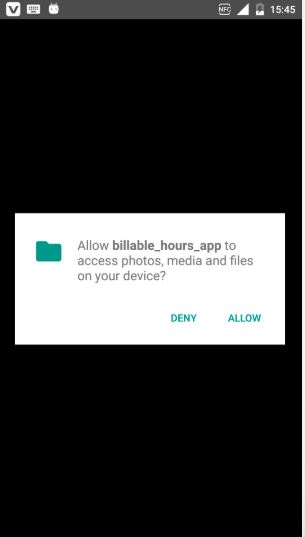 NFC 15:45
Allow billable_hours_app to
access photos, media and files
on your device?
DENY ALLOW